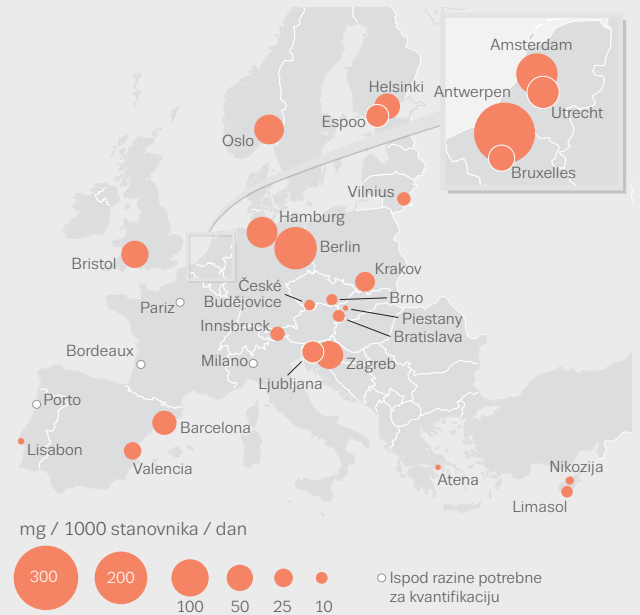 Amsterdam
Antwerpen
Utrecht
Bruxelles
Helsinki
Espoo
Oslo
Vilnius
Hamburg
Berlin
Bristol
Krakov
České
Budějovice
Brno
Pariz
Piestany
Innsbruck
Bratislava
Bordeaux
Milano
Zagreb
Ljubljana
Porto
Barcelona
Lisabon
Valencia
Nikozija
Atena
Limasol
mg / 1000 stanovnika / dan
300
200
100
50
25
10
Ispod razine potrebne
za kvantifikaciju